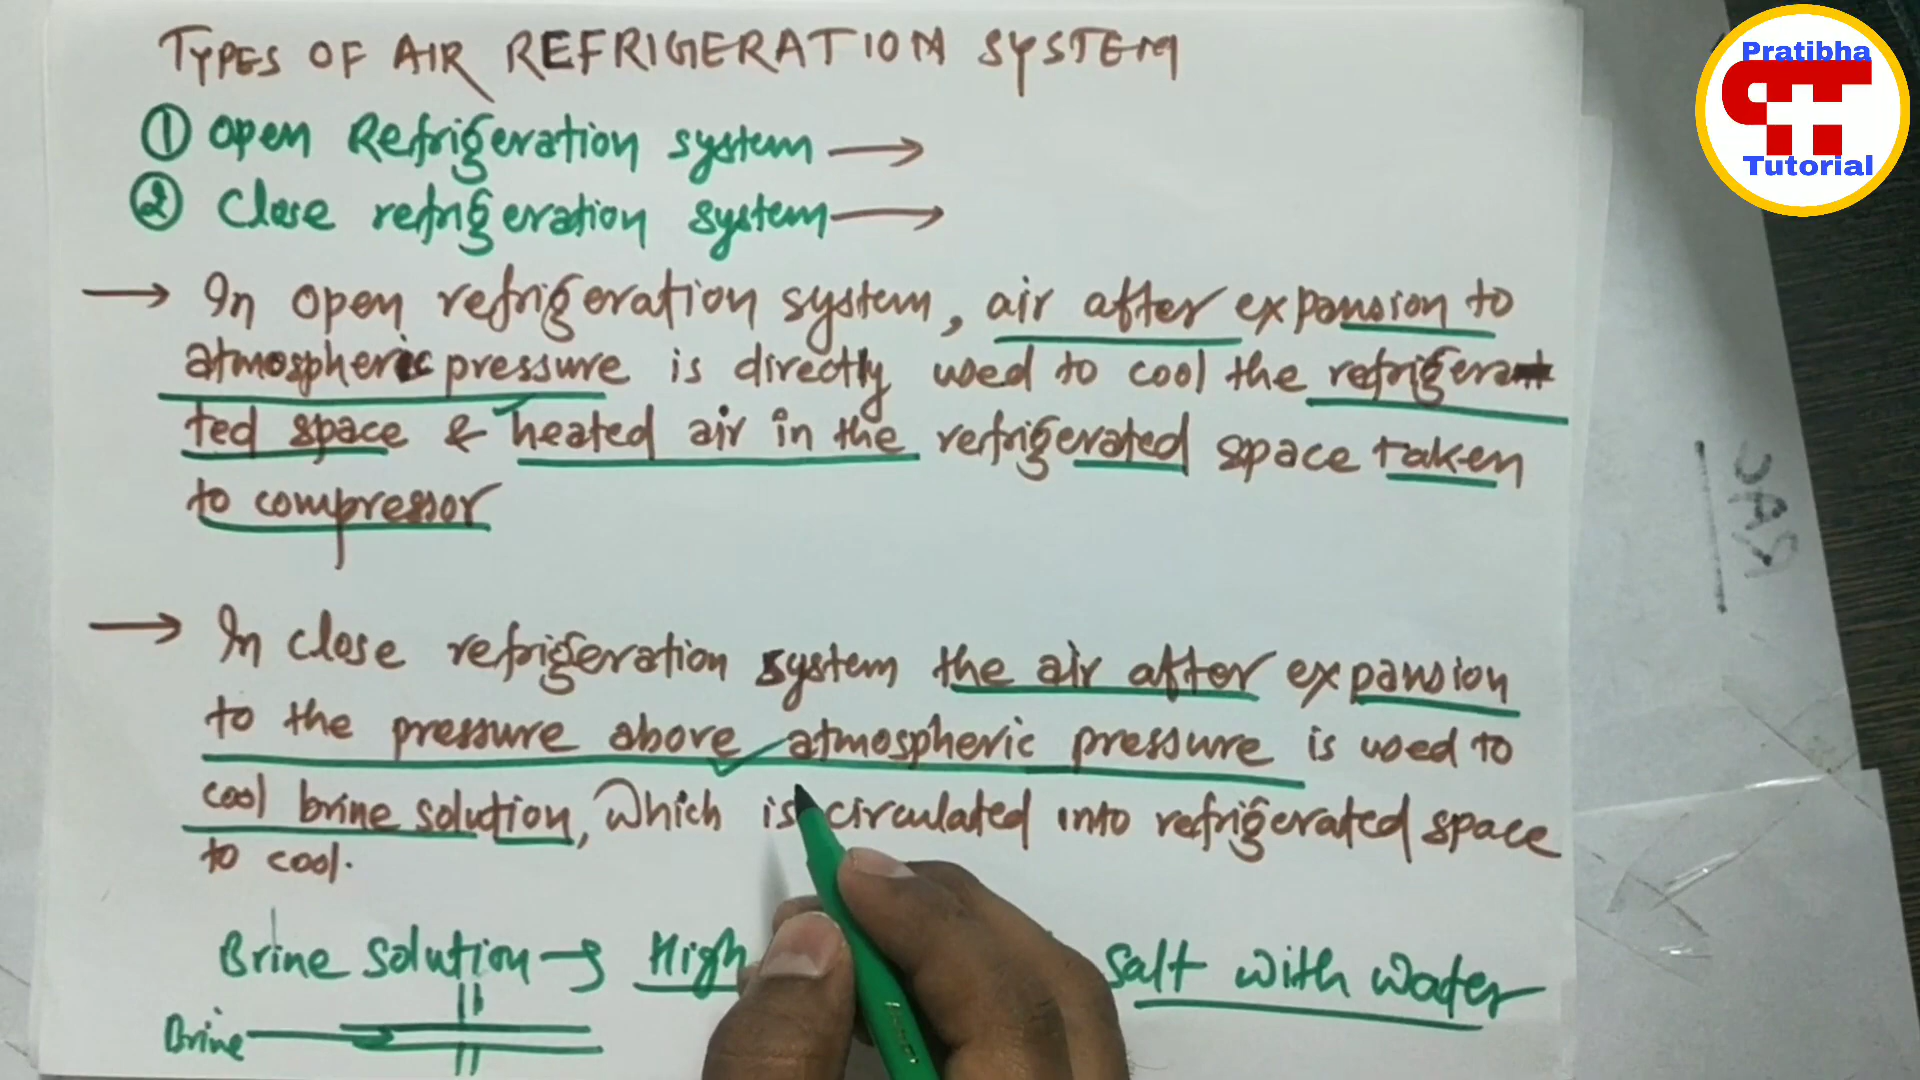 TYPES OF AIR REFRIGERATION SYSTEM
① Open Refrigeration system →
② Close refrigeration system →
→ In open refrigeration system, air after expansion to
atmospheric pressure is directly used to cool the refrigera
ted space & heated air in the refrigerated space taken
to compressor
→ In close refrigeration system the air after expansion
to the pressure above atmospheric pressure is used to
cool brine solution, which is circulated into refrigerated space
to cool.
Brine solution → High salt with water
Brine
Pratibha
Tutorial
RAC